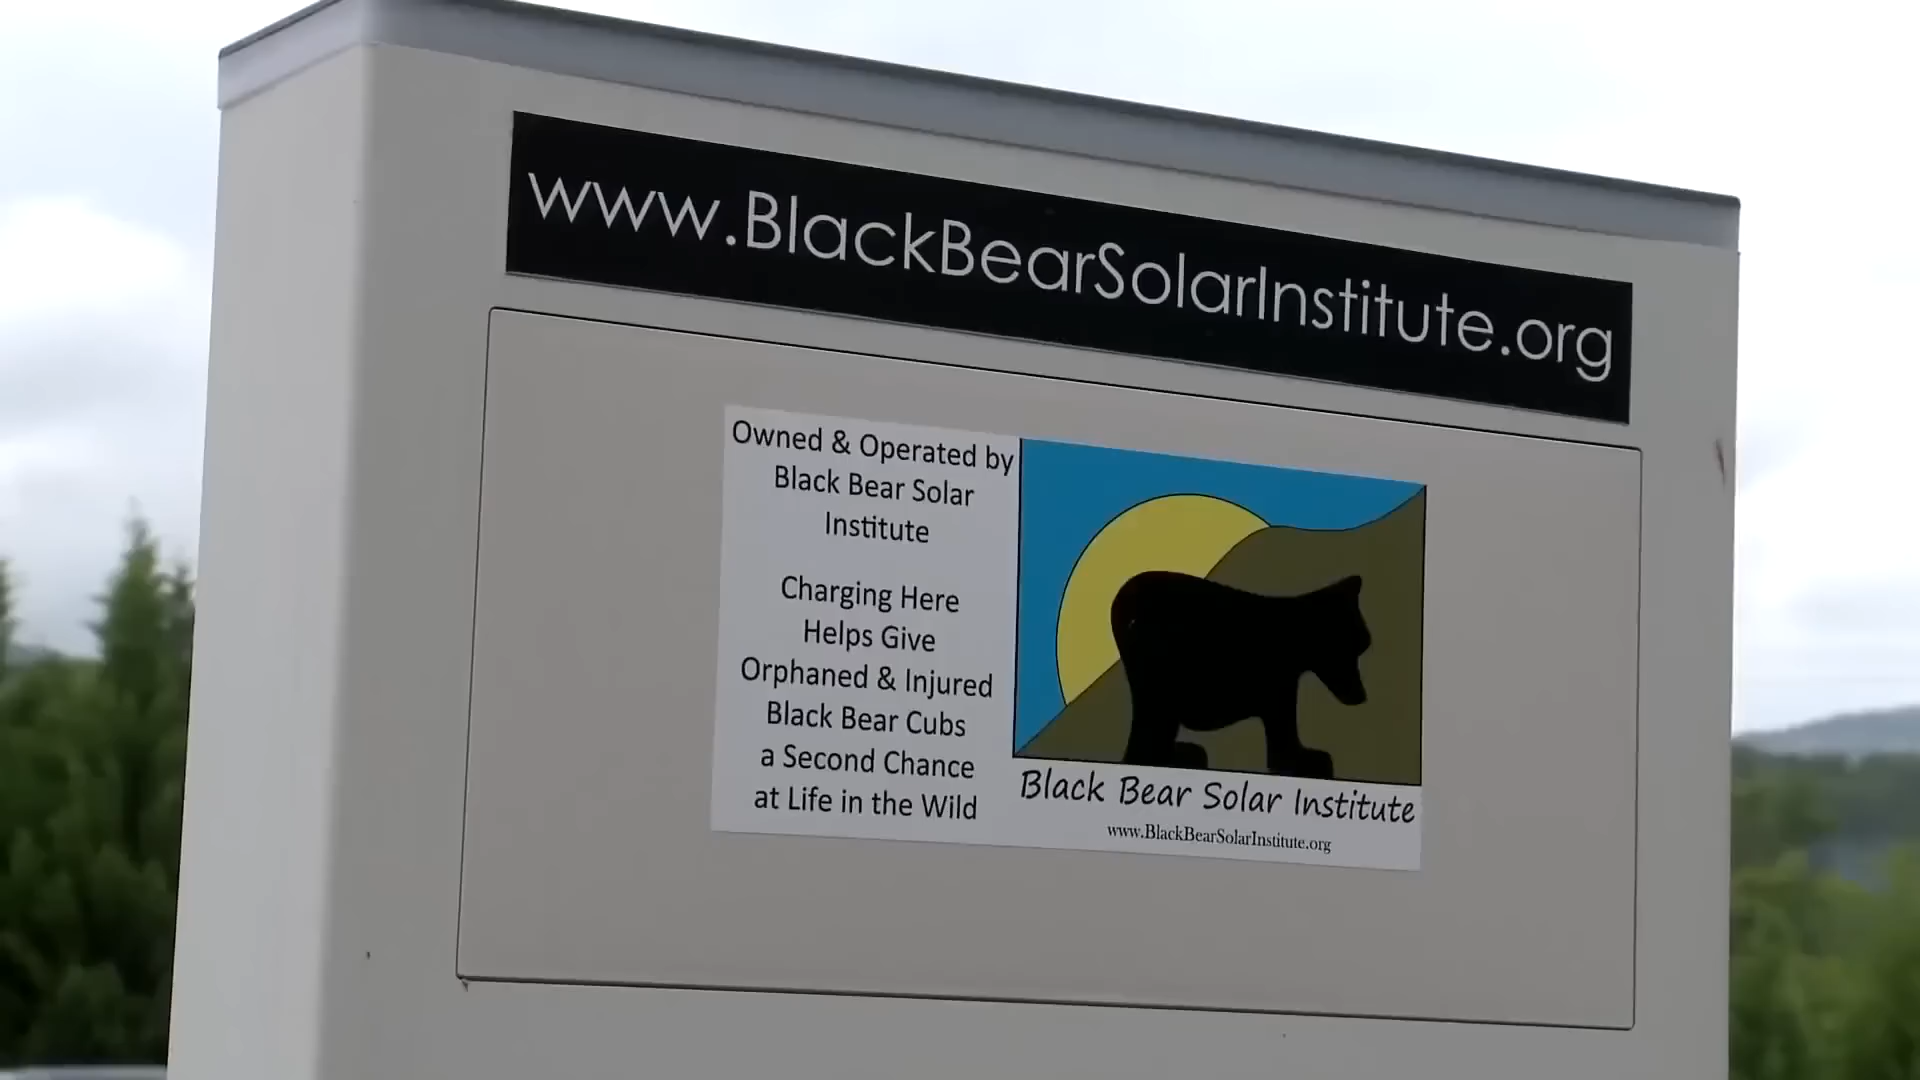 www.BlackBearSolarInstitute.org
Owned & Operated by
Black Bear Solar
Institute
Charging Here
Helps Give
Orphaned & Injured
Black Bear Cubs
a Second Chance
at Life in the Wild
Black Bear Solar Institute
www.BlackBearSolarInstitute.org